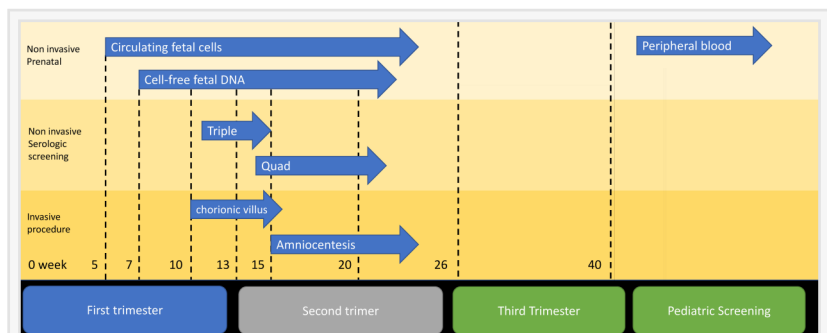 Non invasive
Prenatal
Circulating fetal cells
Peripheral blood
Cell-free fetal DNA
Non invasive
Serologic
screening
Triple
Quad
Invasive
procedure
chorionic villus
Amniocentesis
0 week 5 7 10 13 15 20 26 40
First trimester
Second trimer
Third Trimester
Pediatric Screening